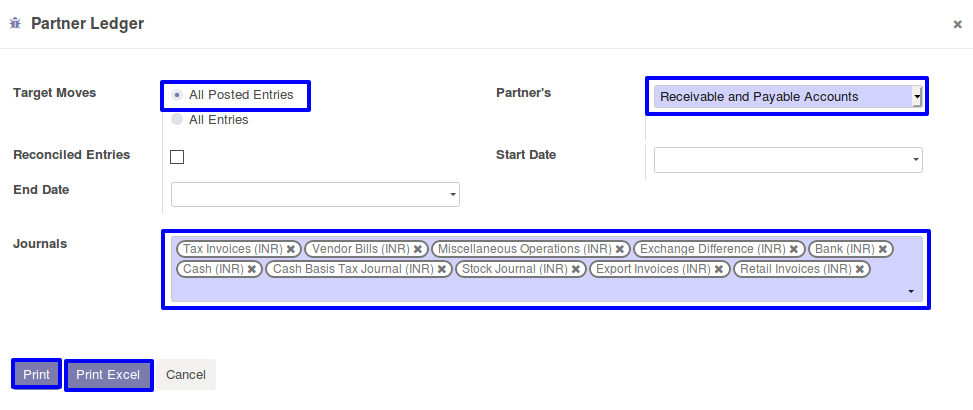 Partner Ledger
Target Moves
All Posted Entries
All Entries
Partner's
Receivable and Payable Accounts
Reconciled Entries
Start Date
End Date
Journals
Tax Invoices (INR) Vendor Bills (INR) Miscellaneous Operations (INR) Exchange Difference (INR) Bank (INR)
Cash (INR) Cash Basis Tax Journal (INR) Stock Journal (INR) Export Invoices (INR) Retail Invoices (INR)
Print Print Excel Cancel